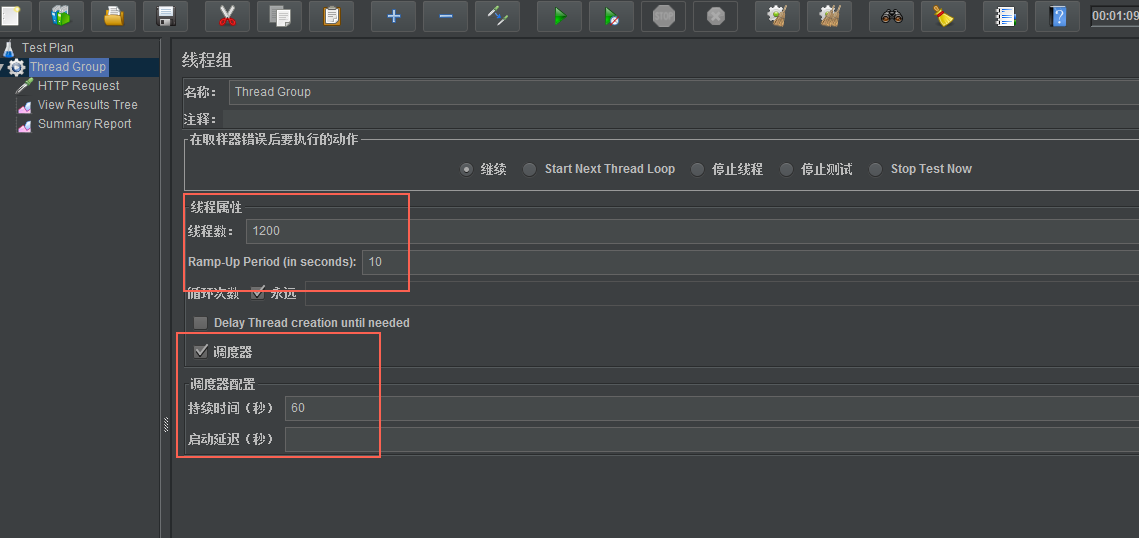 STOP
00:01:09
Test Plan
Thread Group
HTTP Request
View Results Tree
Summary Report
线程组
名称： Thread Group
注释：
在取样器错误后要执行的动作
继续 Start Next Thread Loop 停止线程 停止测试 Stop Test Now
线程属性
线程数： 1200
Ramp-Up Period (in seconds): 10
循环次数 永远
Delay Thread creation until needed
调度器
调度器配置
持续时间（秒） 60
启动延迟（秒）